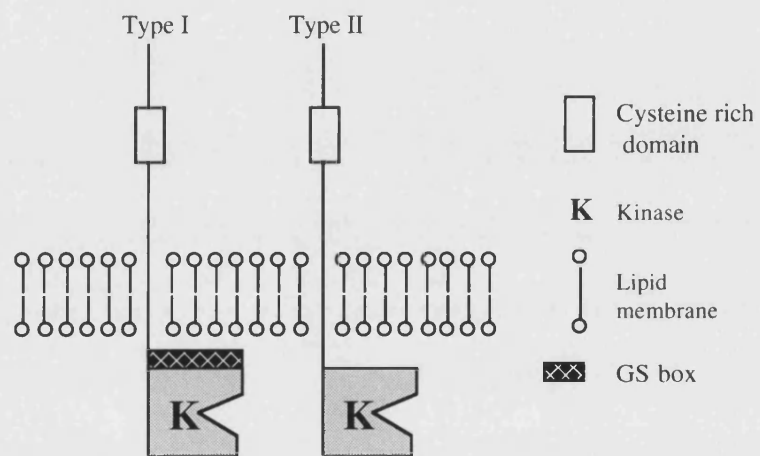 Type I
Type II
Cysteine rich
domain
K Kinase
Lipid
membrane
GS box
K
K